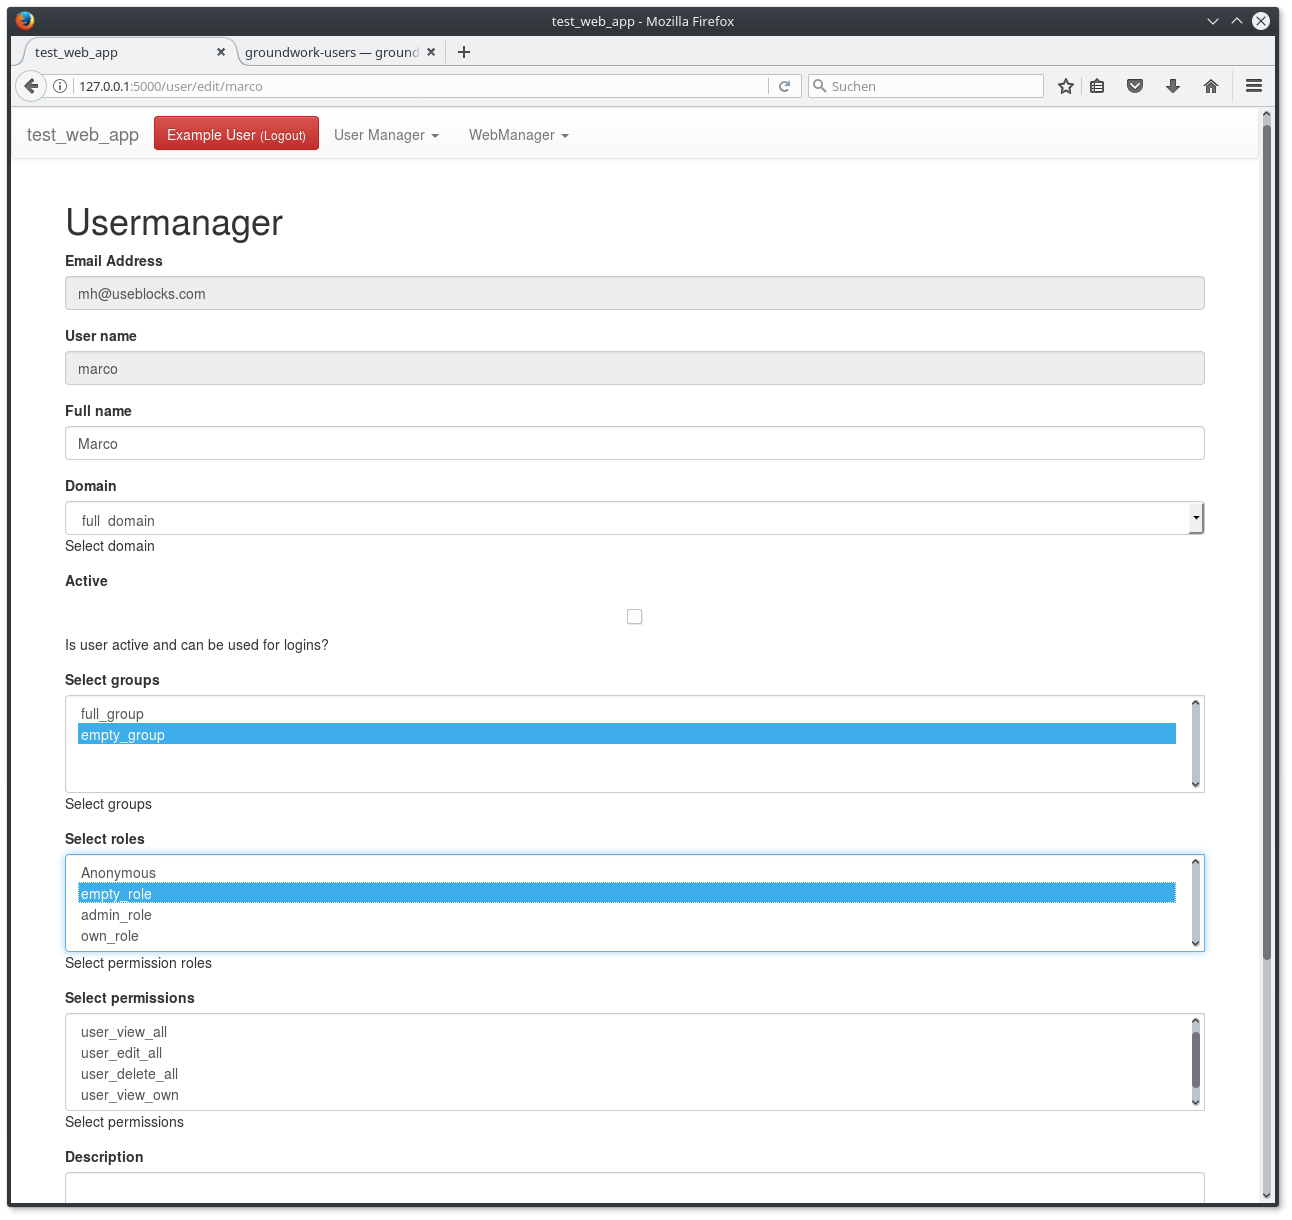 test_web_app - Mozilla Firefox
test_web_app
groundwork-users — ground
127.0.0.1:5000/user/edit/marco
Suchen
test_web_app
Example User (Logout)
User Manager
WebManager
Usermanager
Email Address
mh@useblocks.com
User name
marco
Full name
Marco
Domain
full domain
Select domain
Active
Is user active and can be used for logins?
Select groups
full_group
empty_group
Select groups
Select roles
Anonymous
empty_role
admin_role
own_role
Select permission roles
Select permissions
user_view_all
user_edit_all
user_delete_all
user_view_own
Select permissions
Description